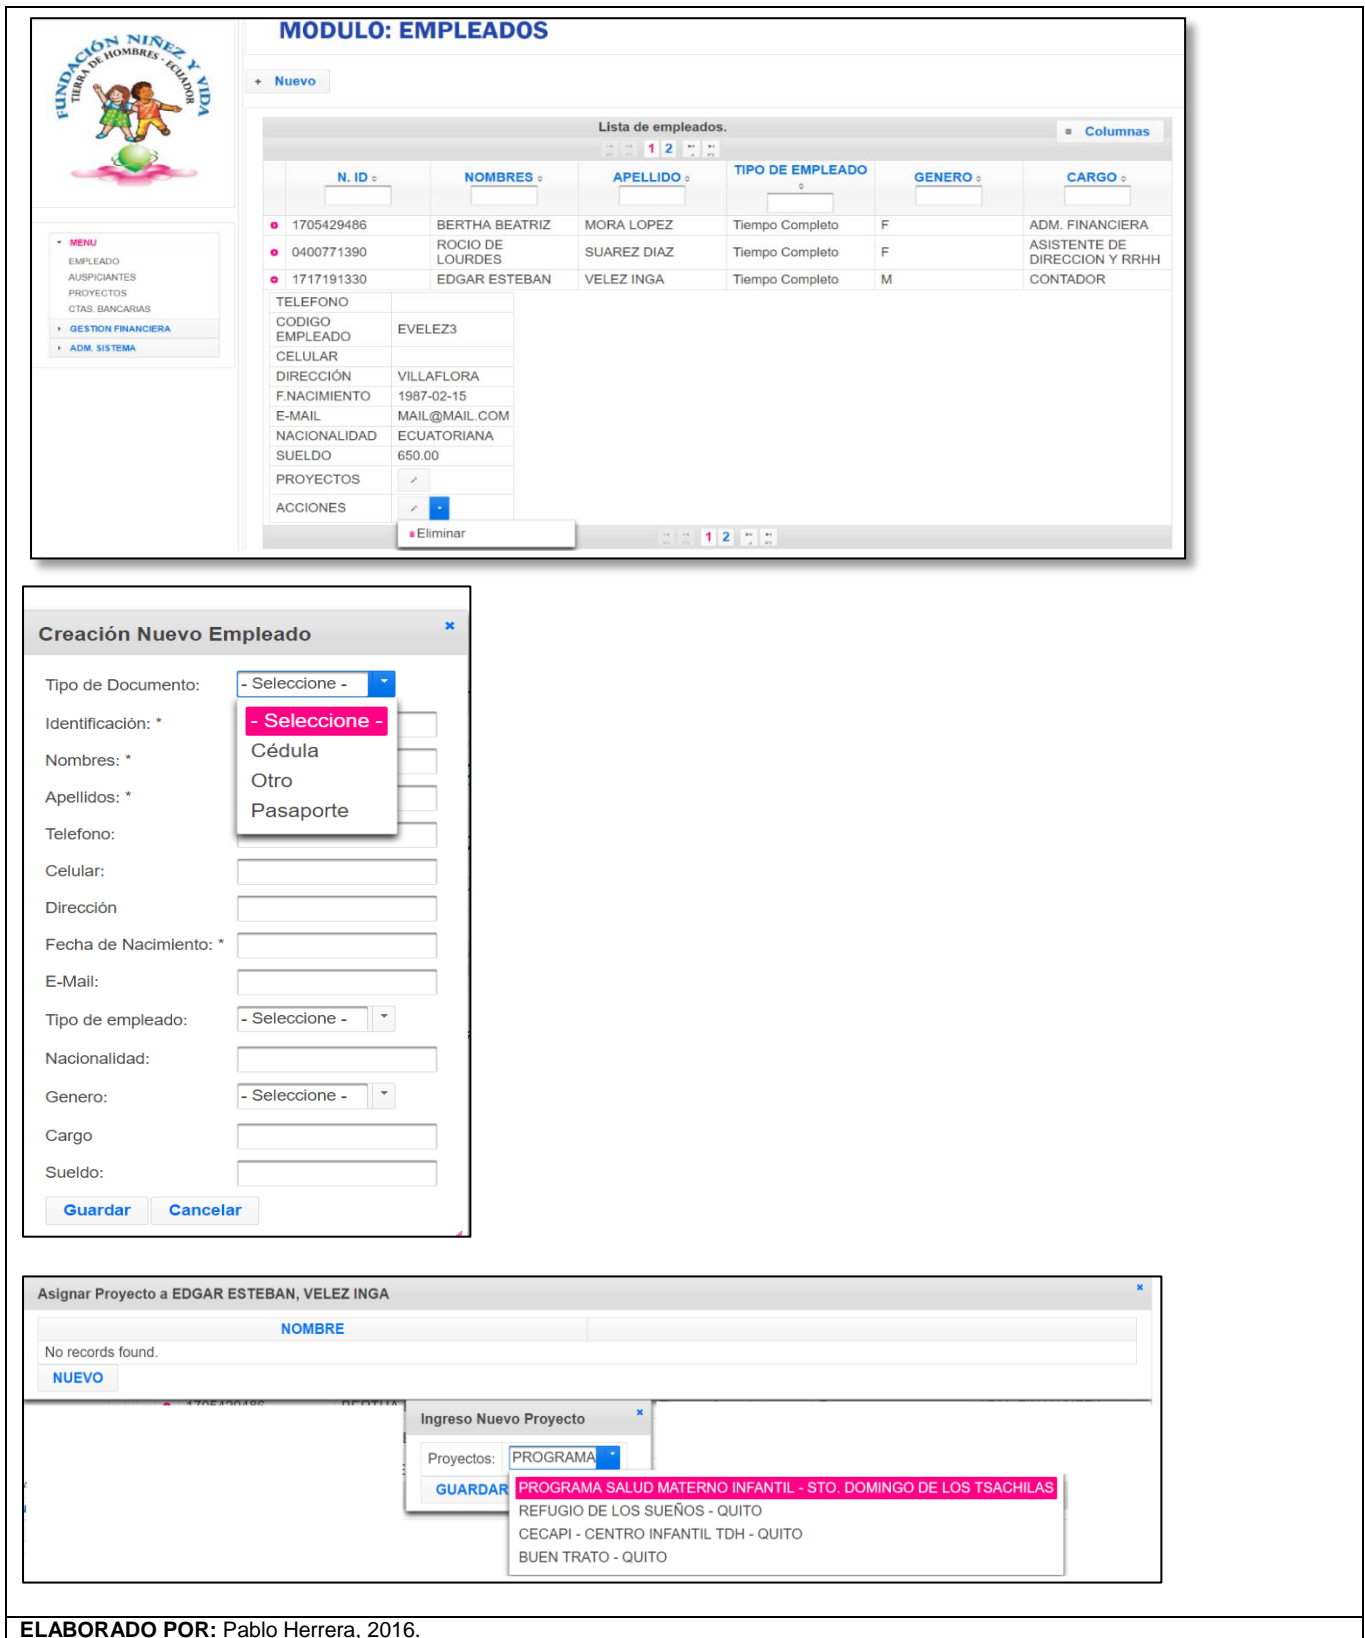 MODULO: EMPLEADOS
FUNDACIÓN NIÑEZ Y VIDA
TIERRA DE HOMBRES - ECUADOR
Nuevo
Lista de empleados.
Columnas
1 2
N. ID
NOMBRES
APELLIDO
TIPO DE EMPLEADO
GENERO
CARGO
1705429486 BERTHA BEATRIZ MORA LOPEZ Tiempo Completo F ADM. FINANCIERA
0400771390 ROCIO DE LOURDES SUAREZ DIAZ Tiempo Completo F ASISTENTE DE DIRECCION Y RRHH
1717191330 EDGAR ESTEBAN VELEZ INGA Tiempo Completo M CONTADOR
MENU
EMPLEADO
AUSPICIANTES
PROYECTOS
CTAS. BANCARIAS
GESTION FINANCIERA
ADM. SISTEMA
TELEFONO
CODIGO EMPLEADO EVELEZ3
CELULAR
DIRECCIÓN VILLAFLORA
F.NACIMIENTO 1987-02-15
E-MAIL MAIL@MAIL.COM
NACIONALIDAD ECUATORIANA
SUELDO 650.00
PROYECTOS
ACCIONES
Eliminar
1 2
Creación Nuevo Empleado
Tipo de Documento: - Seleccione -
- Seleccione -
Cédula
Otro
Pasaporte
Identificación: *
Nombres: *
Apellidos: *
Telefono:
Celular:
Dirección
Fecha de Nacimiento: *
E-Mail:
Tipo de empleado: - Seleccione -
Nacionalidad:
Genero: - Seleccione -
Cargo
Sueldo:
Guardar Cancelar
Asignar Proyecto a EDGAR ESTEBAN, VELEZ INGA
NOMBRE
No records found.
NUEVO
Ingreso Nuevo Proyecto
Proyectos: PROGRAMA
GUARDAR
PROGRAMA SALUD MATERNO INFANTIL - STO. DOMINGO DE LOS TSACHILAS
REFUGIO DE LOS SUEÑOS - QUITO
CECAPI - CENTRO INFANTIL TDH - QUITO
BUEN TRATO - QUITO
ELABORADO POR: Pablo Herrera, 2016.